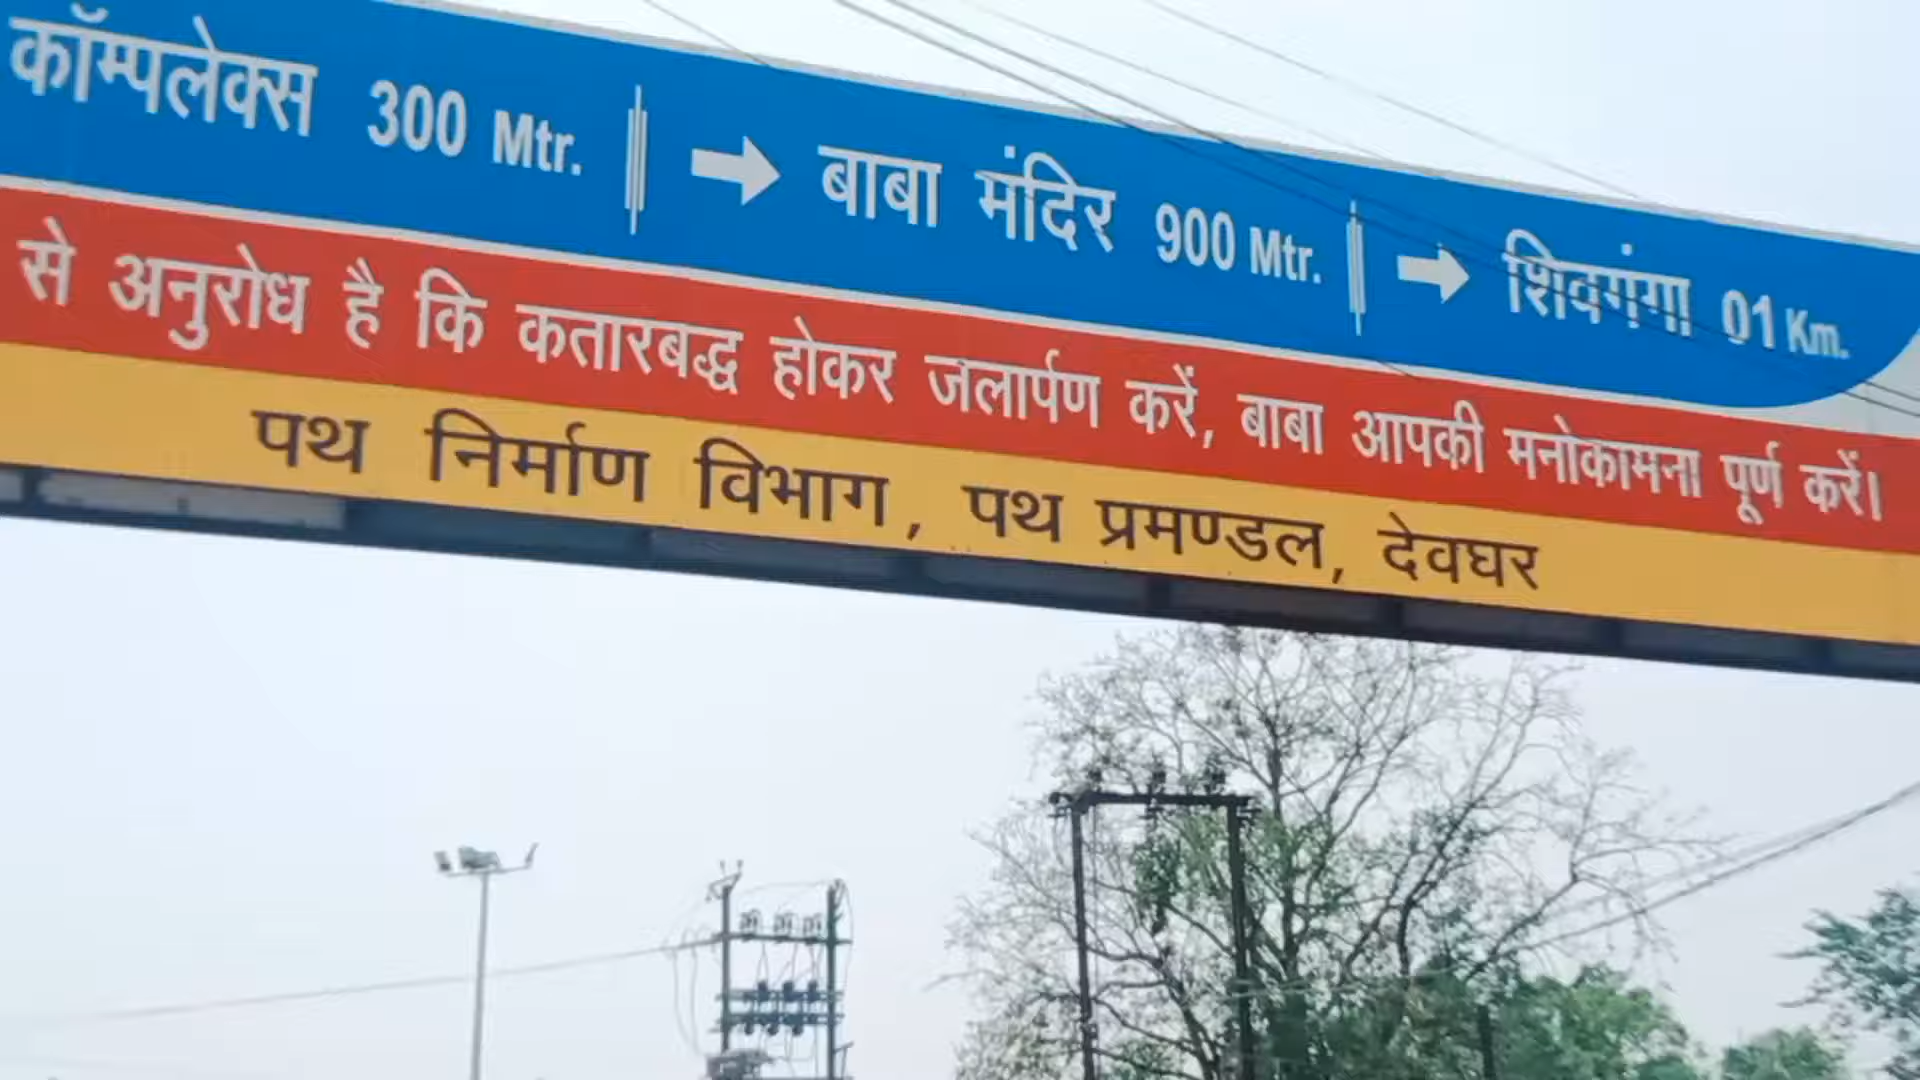 कॉम्पलेक्स 300 Mtr. → बाबा मंदिर 900 Mtr. → शिवगंगा 01 Km.
से अनुरोध है कि कतारबद्ध होकर जलार्पण करें, बाबा आपकी मनोकामना पूर्ण करें।
पथ निर्माण विभाग, पथ प्रमण्डल, देवघर